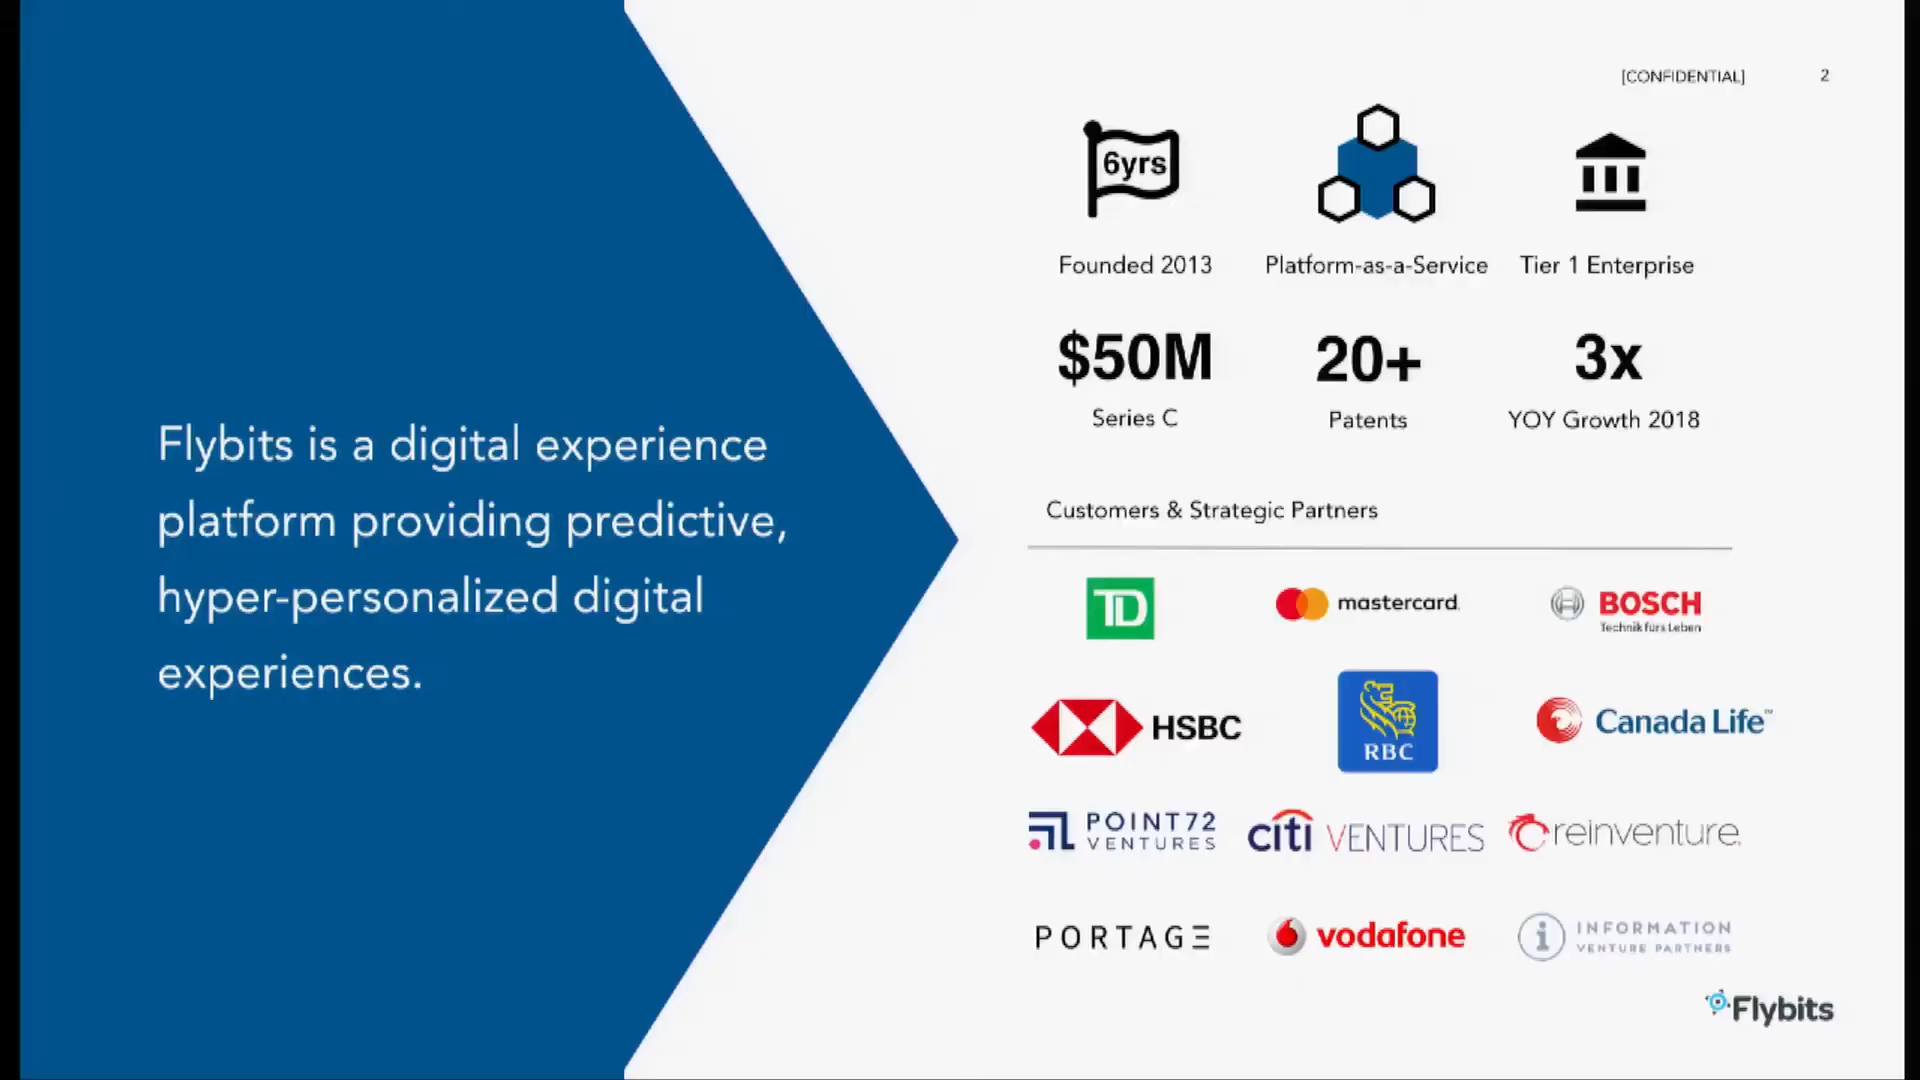 [CONFIDENTIAL] 2
6yrs
Founded 2013
Platform-as-a-Service
Tier 1 Enterprise
$50M
Series C
20+
Patents
3x
YOY Growth 2018
Flybits is a digital experience
platform providing predictive,
hyper-personalized digital
experiences.
Customers & Strategic Partners
TD
mastercard.
BOSCH
Technik fürs Leben
HSBC
RBC
Canada Life™
POINT72
VENTURES
citi VENTURES
reinventure.
PORTAGE
vodafone
INFORMATION
VENTURE PARTNERS
Flybits